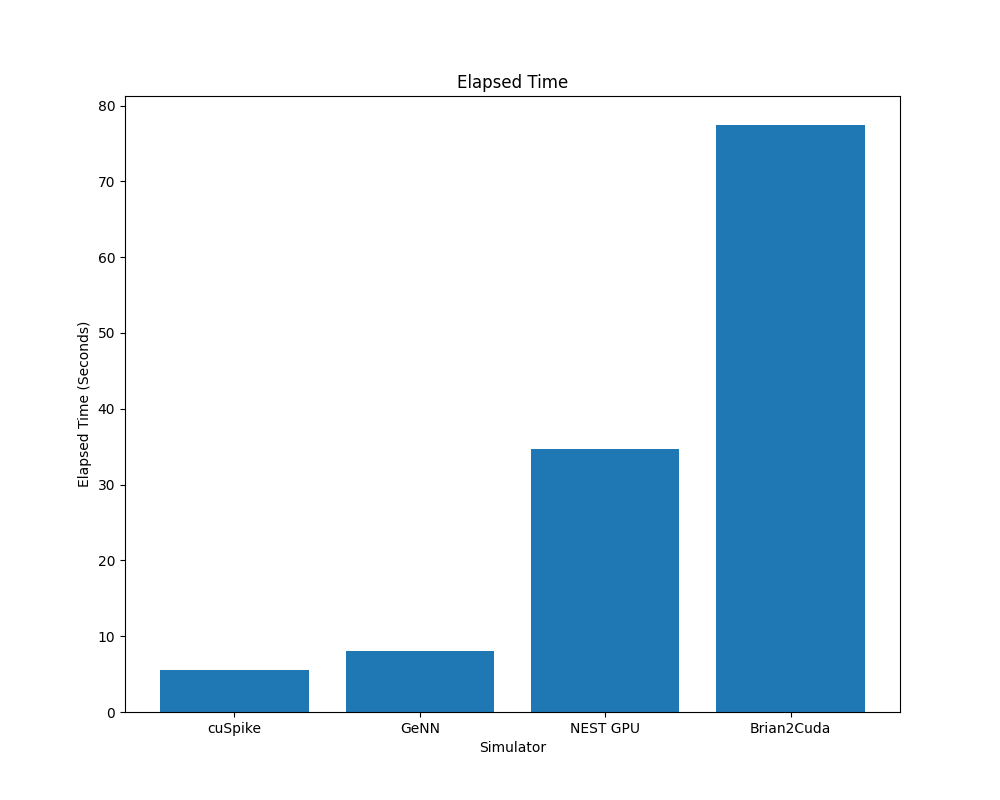 Elapsed Time
80
70
60
50
40
30
20
10
0
Elapsed Time (Seconds)
cuSpike
GeNN
NEST GPU
Brian2Cuda
Simulator